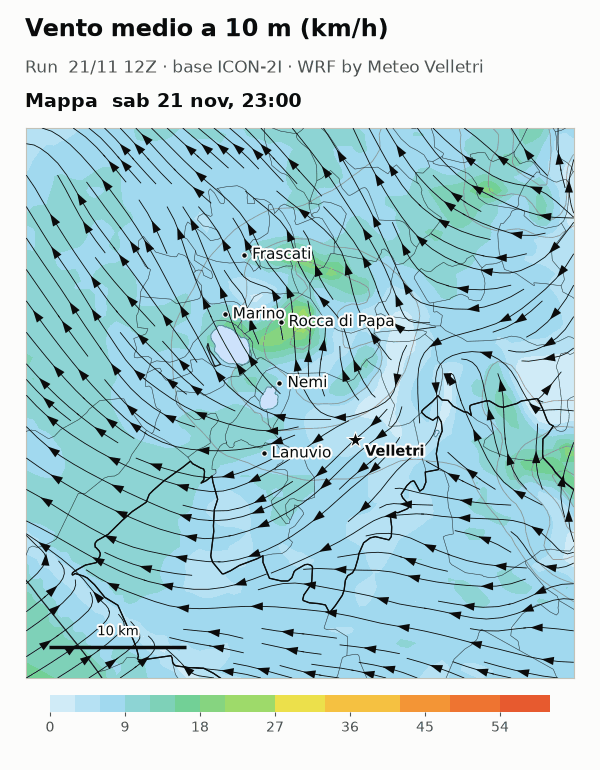 Vento medio a 10 m (km/h)
Run  21/11 12Z · base ICON-2I · WRF by Meteo Velletri
Mappa  sab 21 nov, 23:00
Frascati
Marino
Rocca di Papa
Nemi
Velletri
Lanuvio
10 km
0 9 18 27 36 45 54